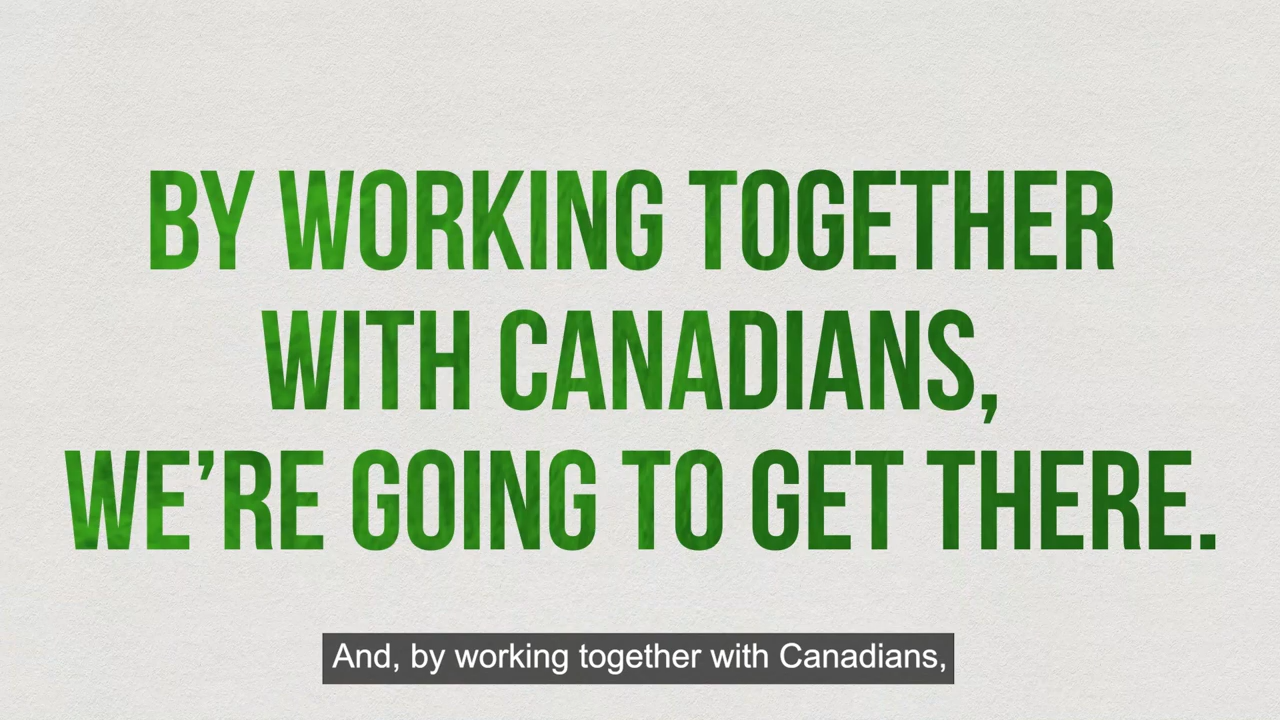 BY WORKING TOGETHER
WITH CANADIANS,
WE’RE GOING TO GET THERE.
And, by working together with Canadians,